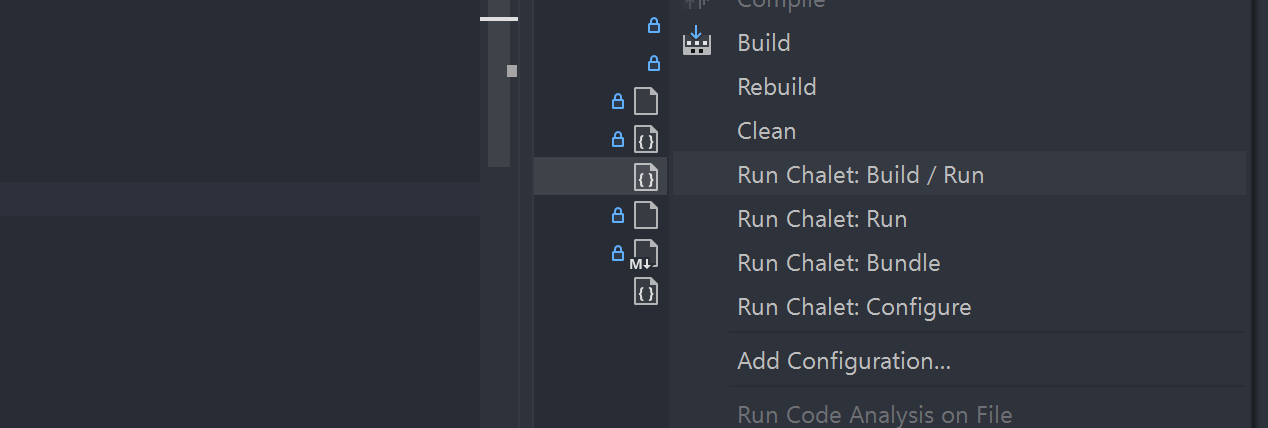 Compile
Build
Rebuild
Clean
Run Chalet: Build / Run
Run Chalet: Run
Run Chalet: Bundle
M
Run Chalet: Configure
Add Configuration...
Run Code Analysis on File